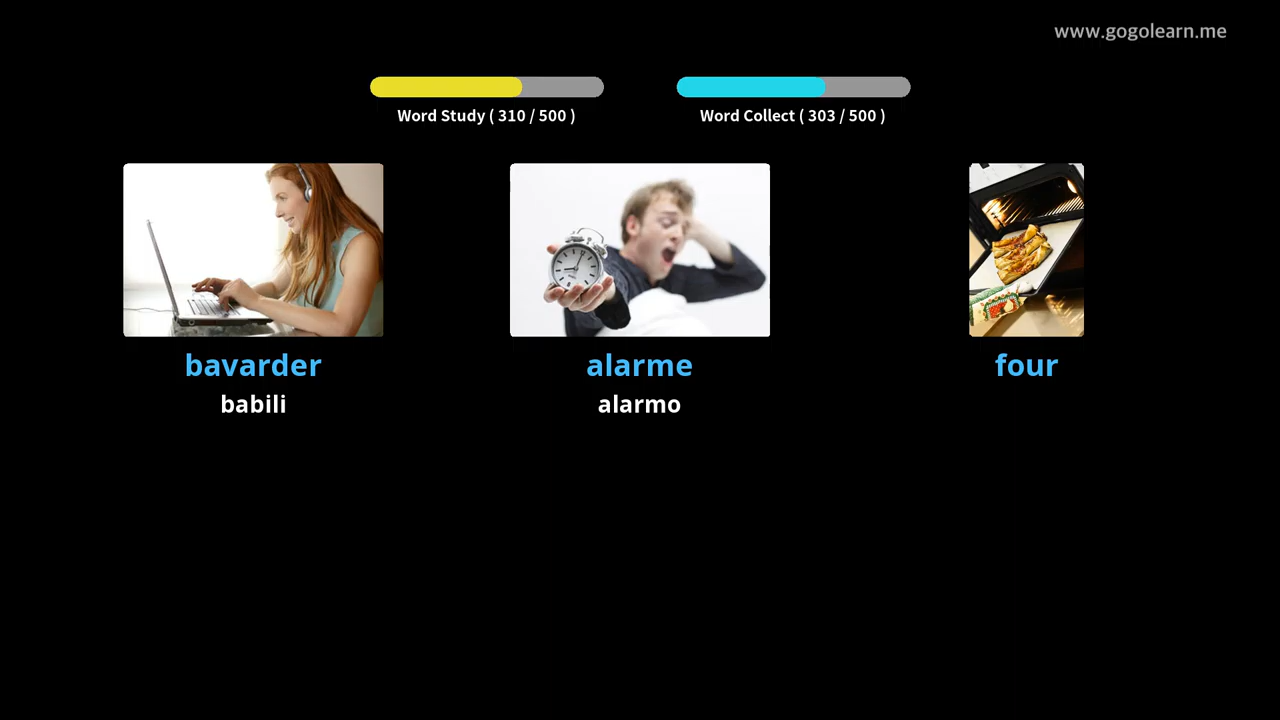 www.gogolearn.me
Word Study ( 310 / 500 )
Word Collect ( 303 / 500 )
bavarder
babili
alarme
alarmo
four